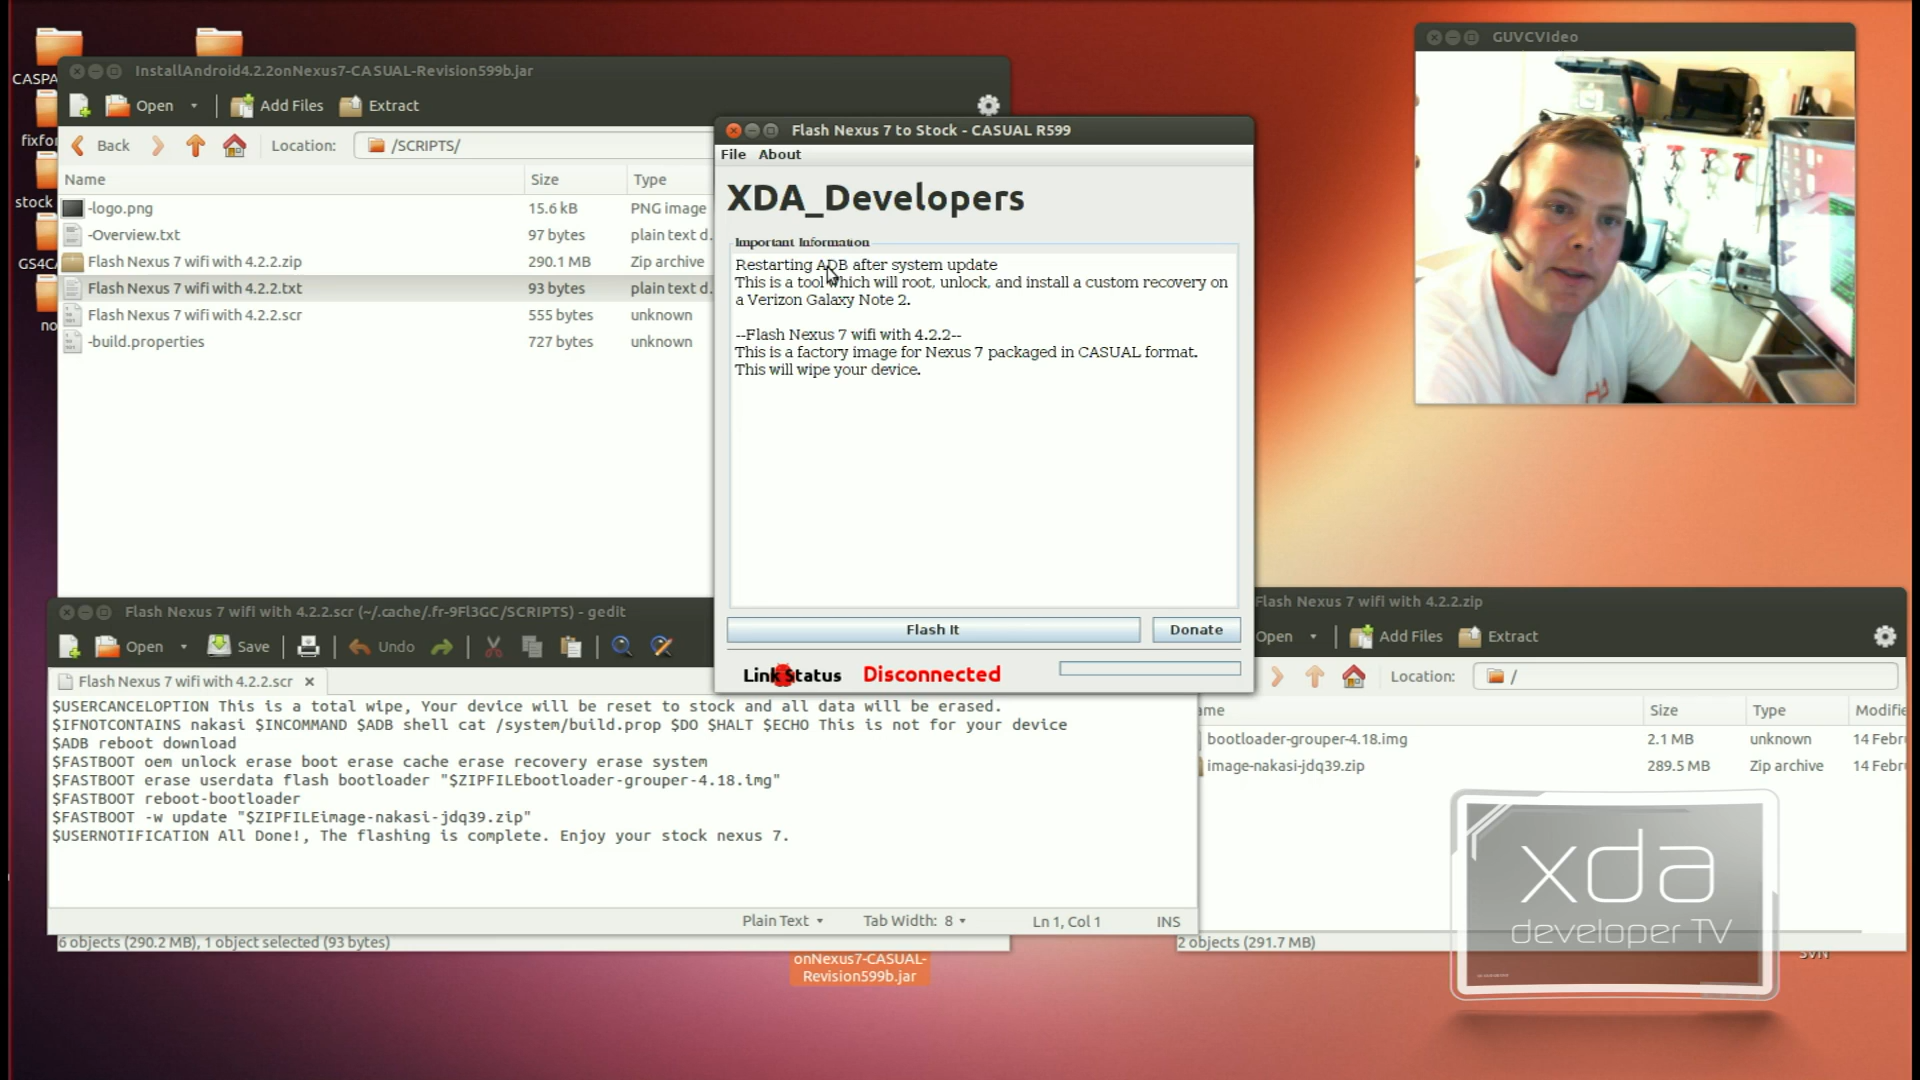 CASPA
fixfo
stock
GS4C
no
InstallAndroid4.2.2onNexus7-CASUAL-Revision599b.jar
Open
Add Files
Extract
Back
Location:
/SCRIPTS/
Name Size Type
-logo.png 15.6 kB PNG image
-Overview.txt 97 bytes plain text d.
Flash Nexus 7 wifi with 4.2.2.zip 290.1 MB Zip archive
Flash Nexus 7 wifi with 4.2.2.txt 93 bytes plain text d.
Flash Nexus 7 wifi with 4.2.2.scr 555 bytes unknown
-build.properties 727 bytes unknown
Flash Nexus 7 to Stock - CASUAL R599
File About
XDA_Developers
Important Information
Restarting ADB after system update
This is a tool which will root, unlock, and install a custom recovery on
a Verizon Galaxy Note 2.
--Flash Nexus 7 wifi with 4.2.2--
This is a factory image for Nexus 7 packaged in CASUAL format.
This will wipe your device.
Flash It
Donate
Link Status Disconnected
GUVCVIdeo
Flash Nexus 7 wifi with 4.2.2.scr (~/.cache/.fr-9Fl3GC/SCRIPTS) - gedit
Open
Save
Undo
Flash Nexus 7 wifi with 4.2.2.scr
$USERCANCELOPTION This is a total wipe, Your device will be reset to stock and all data will be erased.
$IFNOTCONTAINS nakasi $INCOMMAND $ADB shell cat /system/build.prop $DO $HALT $ECHO This is not for your device
$ADB reboot download
$FASTBOOT oem unlock erase boot erase cache erase recovery erase system
$FASTBOOT erase userdata flash bootloader "$ZIPFILEbootloader-grouper-4.18.img"
$FASTBOOT reboot-bootloader
$FASTBOOT -w update "$ZIPFILEimage-nakasi-jdq39.zip"
$USERNOTIFICATION All Done!, The flashing is complete. Enjoy your stock nexus 7.
Plain Text
Tab Width: 8
Ln 1, Col 1
INS
6 objects (290.2 MB), 1 object selected (93 bytes)
onNexus7-CASUAL-
Revision599b.jar
Flash Nexus 7 wifi with 4.2.2.zip
Open
Add Files
Extract
Location:
/
ame Size Type Modifie
bootloader-grouper-4.18.img 2.1 MB unknown 14 Febru
image-nakasi-jdq39.zip 289.5 MB Zip archive 14 Febru
2 objects (291.7 MB)
SVN
xda
developer TV